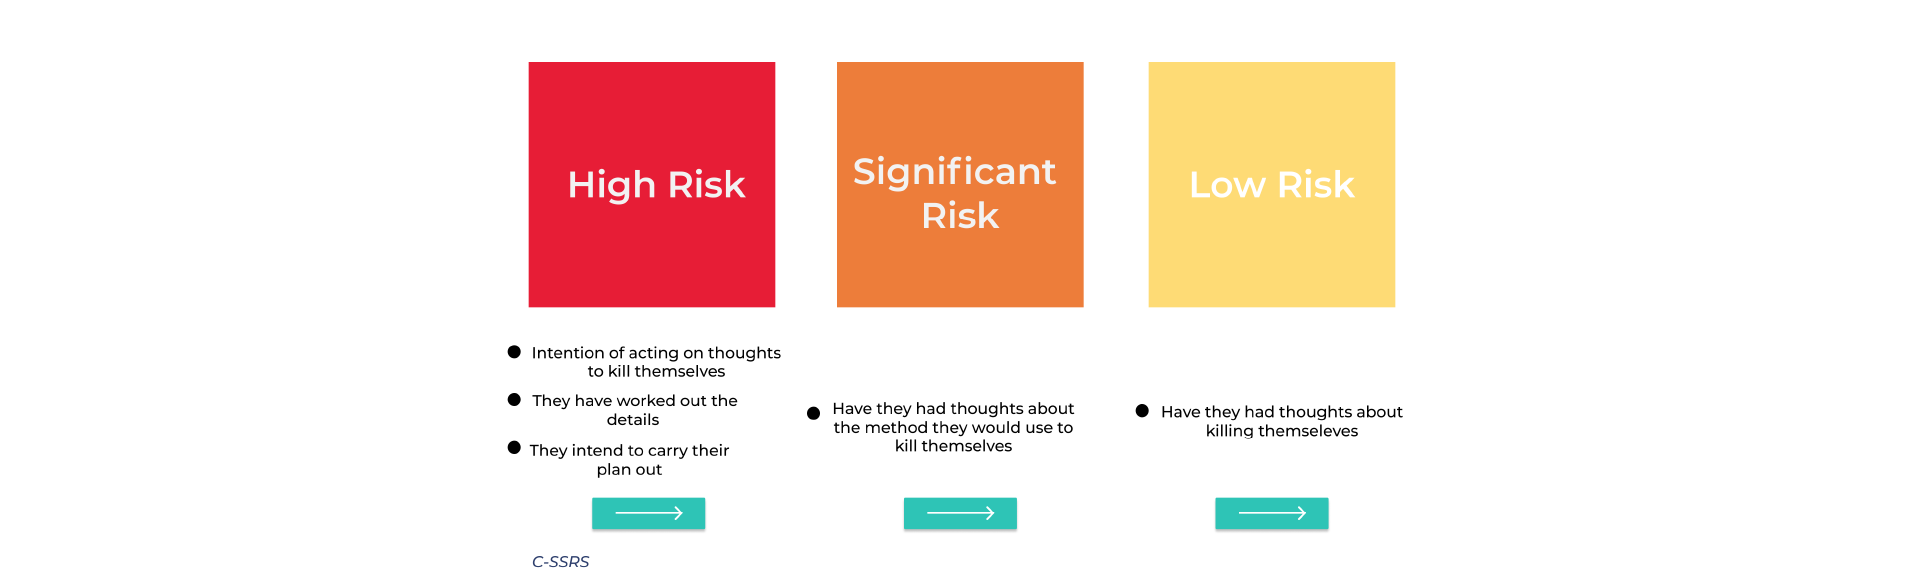 High Risk
Significant
Risk
Low Risk
Intention of acting on thoughts
to kill themselves
They have worked out the
details
They intend to carry their
plan out
Have they had thoughts about
the method they would use to
kill themselves
Have they had thoughts about
killing themseleves
C-SSRS